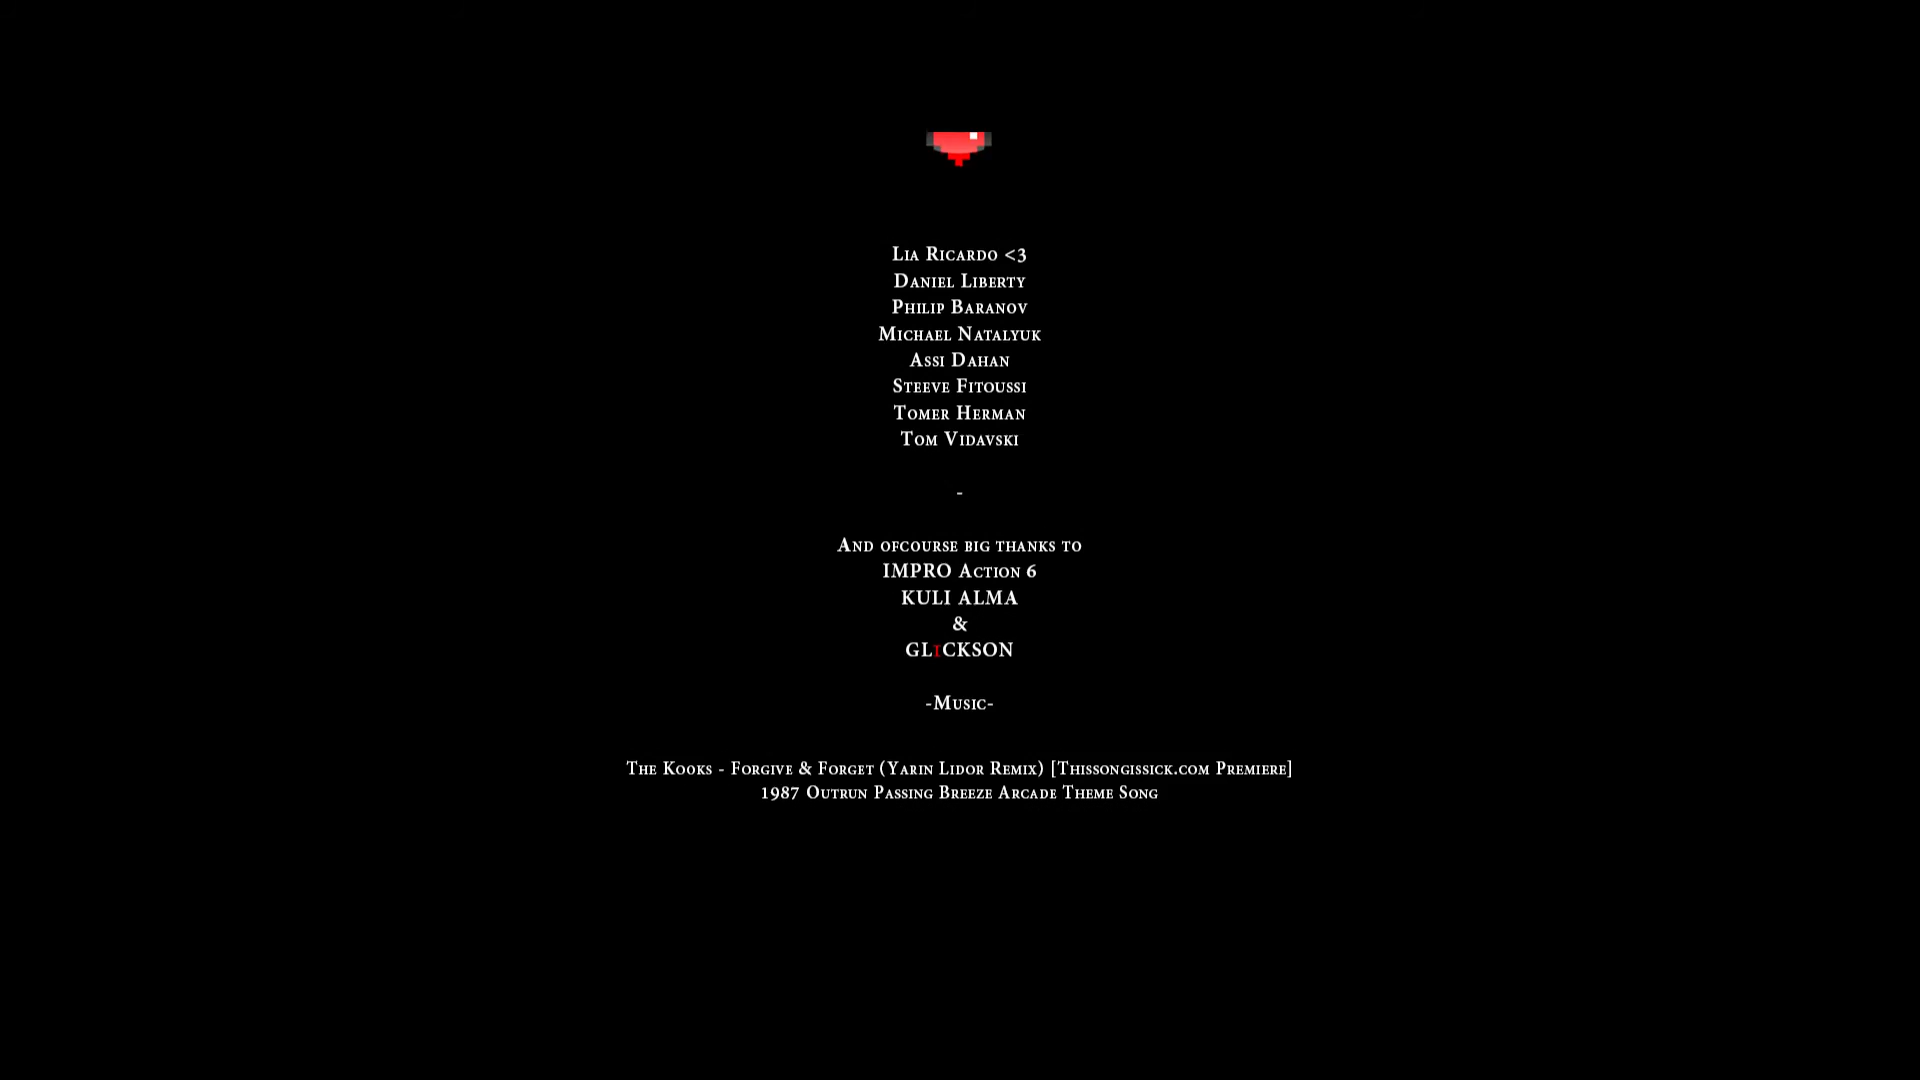 Lia Ricardo <3
Daniel Liberty
Philip Baranov
Michael Natalyuk
Assi Dahan
Steeve Fitoussi
Tomer Herman
Tom Vidavski
-
And ofcourse big thanks to
IMPRO Action 6
KULI ALMA
&
GLICKSON
-Music-
The Kooks - Forgive & Forget (Yarin Lidor Remix) [Thissongissick.com Premiere]
1987 Outrun Passing Breeze Arcade Theme Song